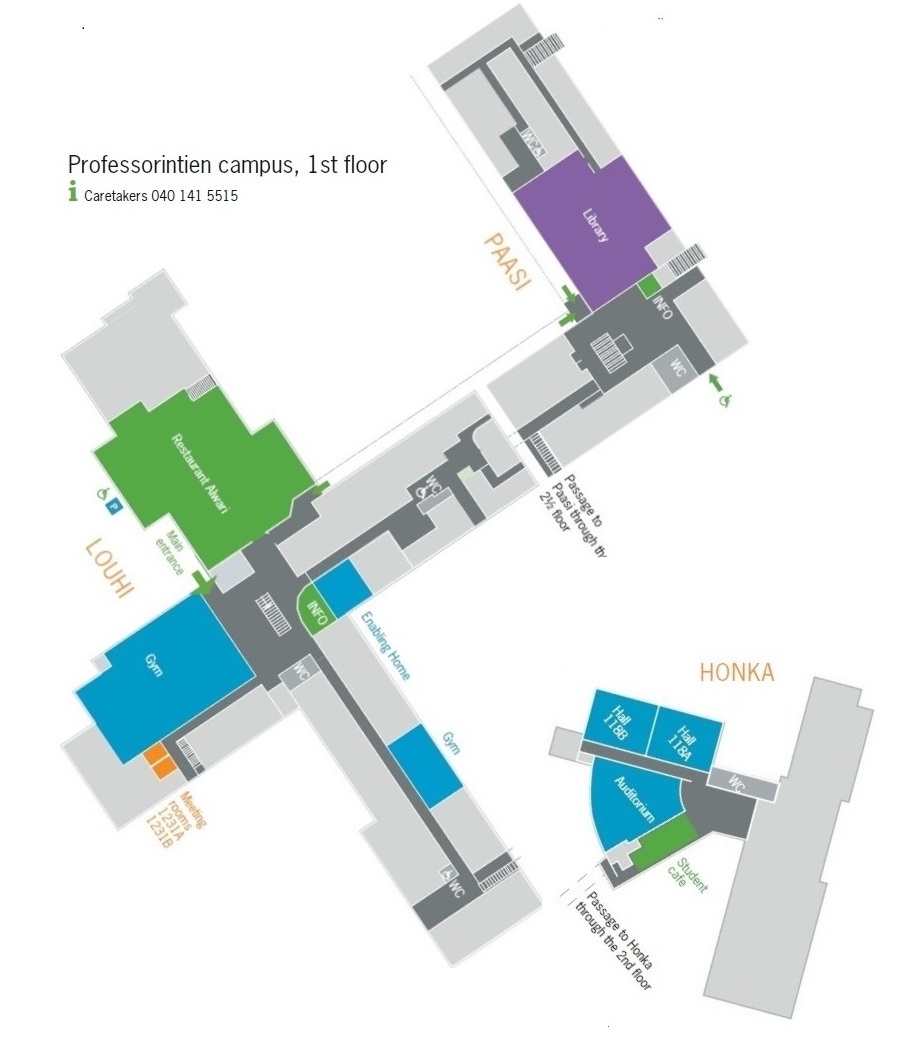 Professorintien campus, 1st floor
i Caretakers 040 141 5515
WC
Library
PAASI
INFO
WC
Restaurant Alwari
WC
P
Passage to
Paasi through th
2½ floor
Main
entrance
LOUHI
INFO
Enabling Home
Gym
WC
Gym
Meeting
rooms
1231A
1231B
WC
HONKA
Hall
118B
Hall
118A
WC
Auditorium
Student
cafe
Passage to Honka
through the 2nd floor